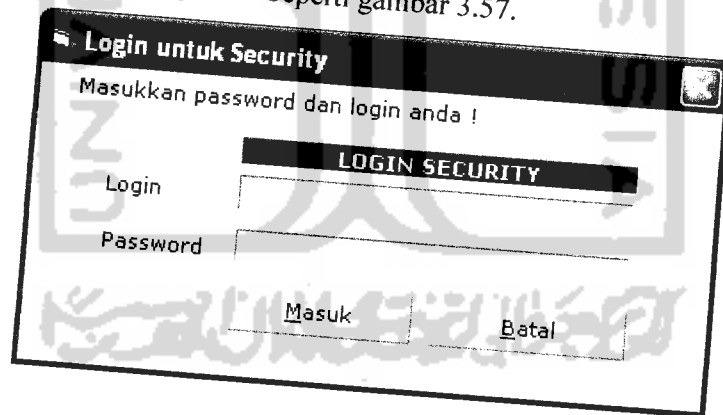 seperti gambar 3.57.
Login untuk Security
Masukkan password dan login anda !
LOGIN SECURITY
Login
Password
Masuk
Batal